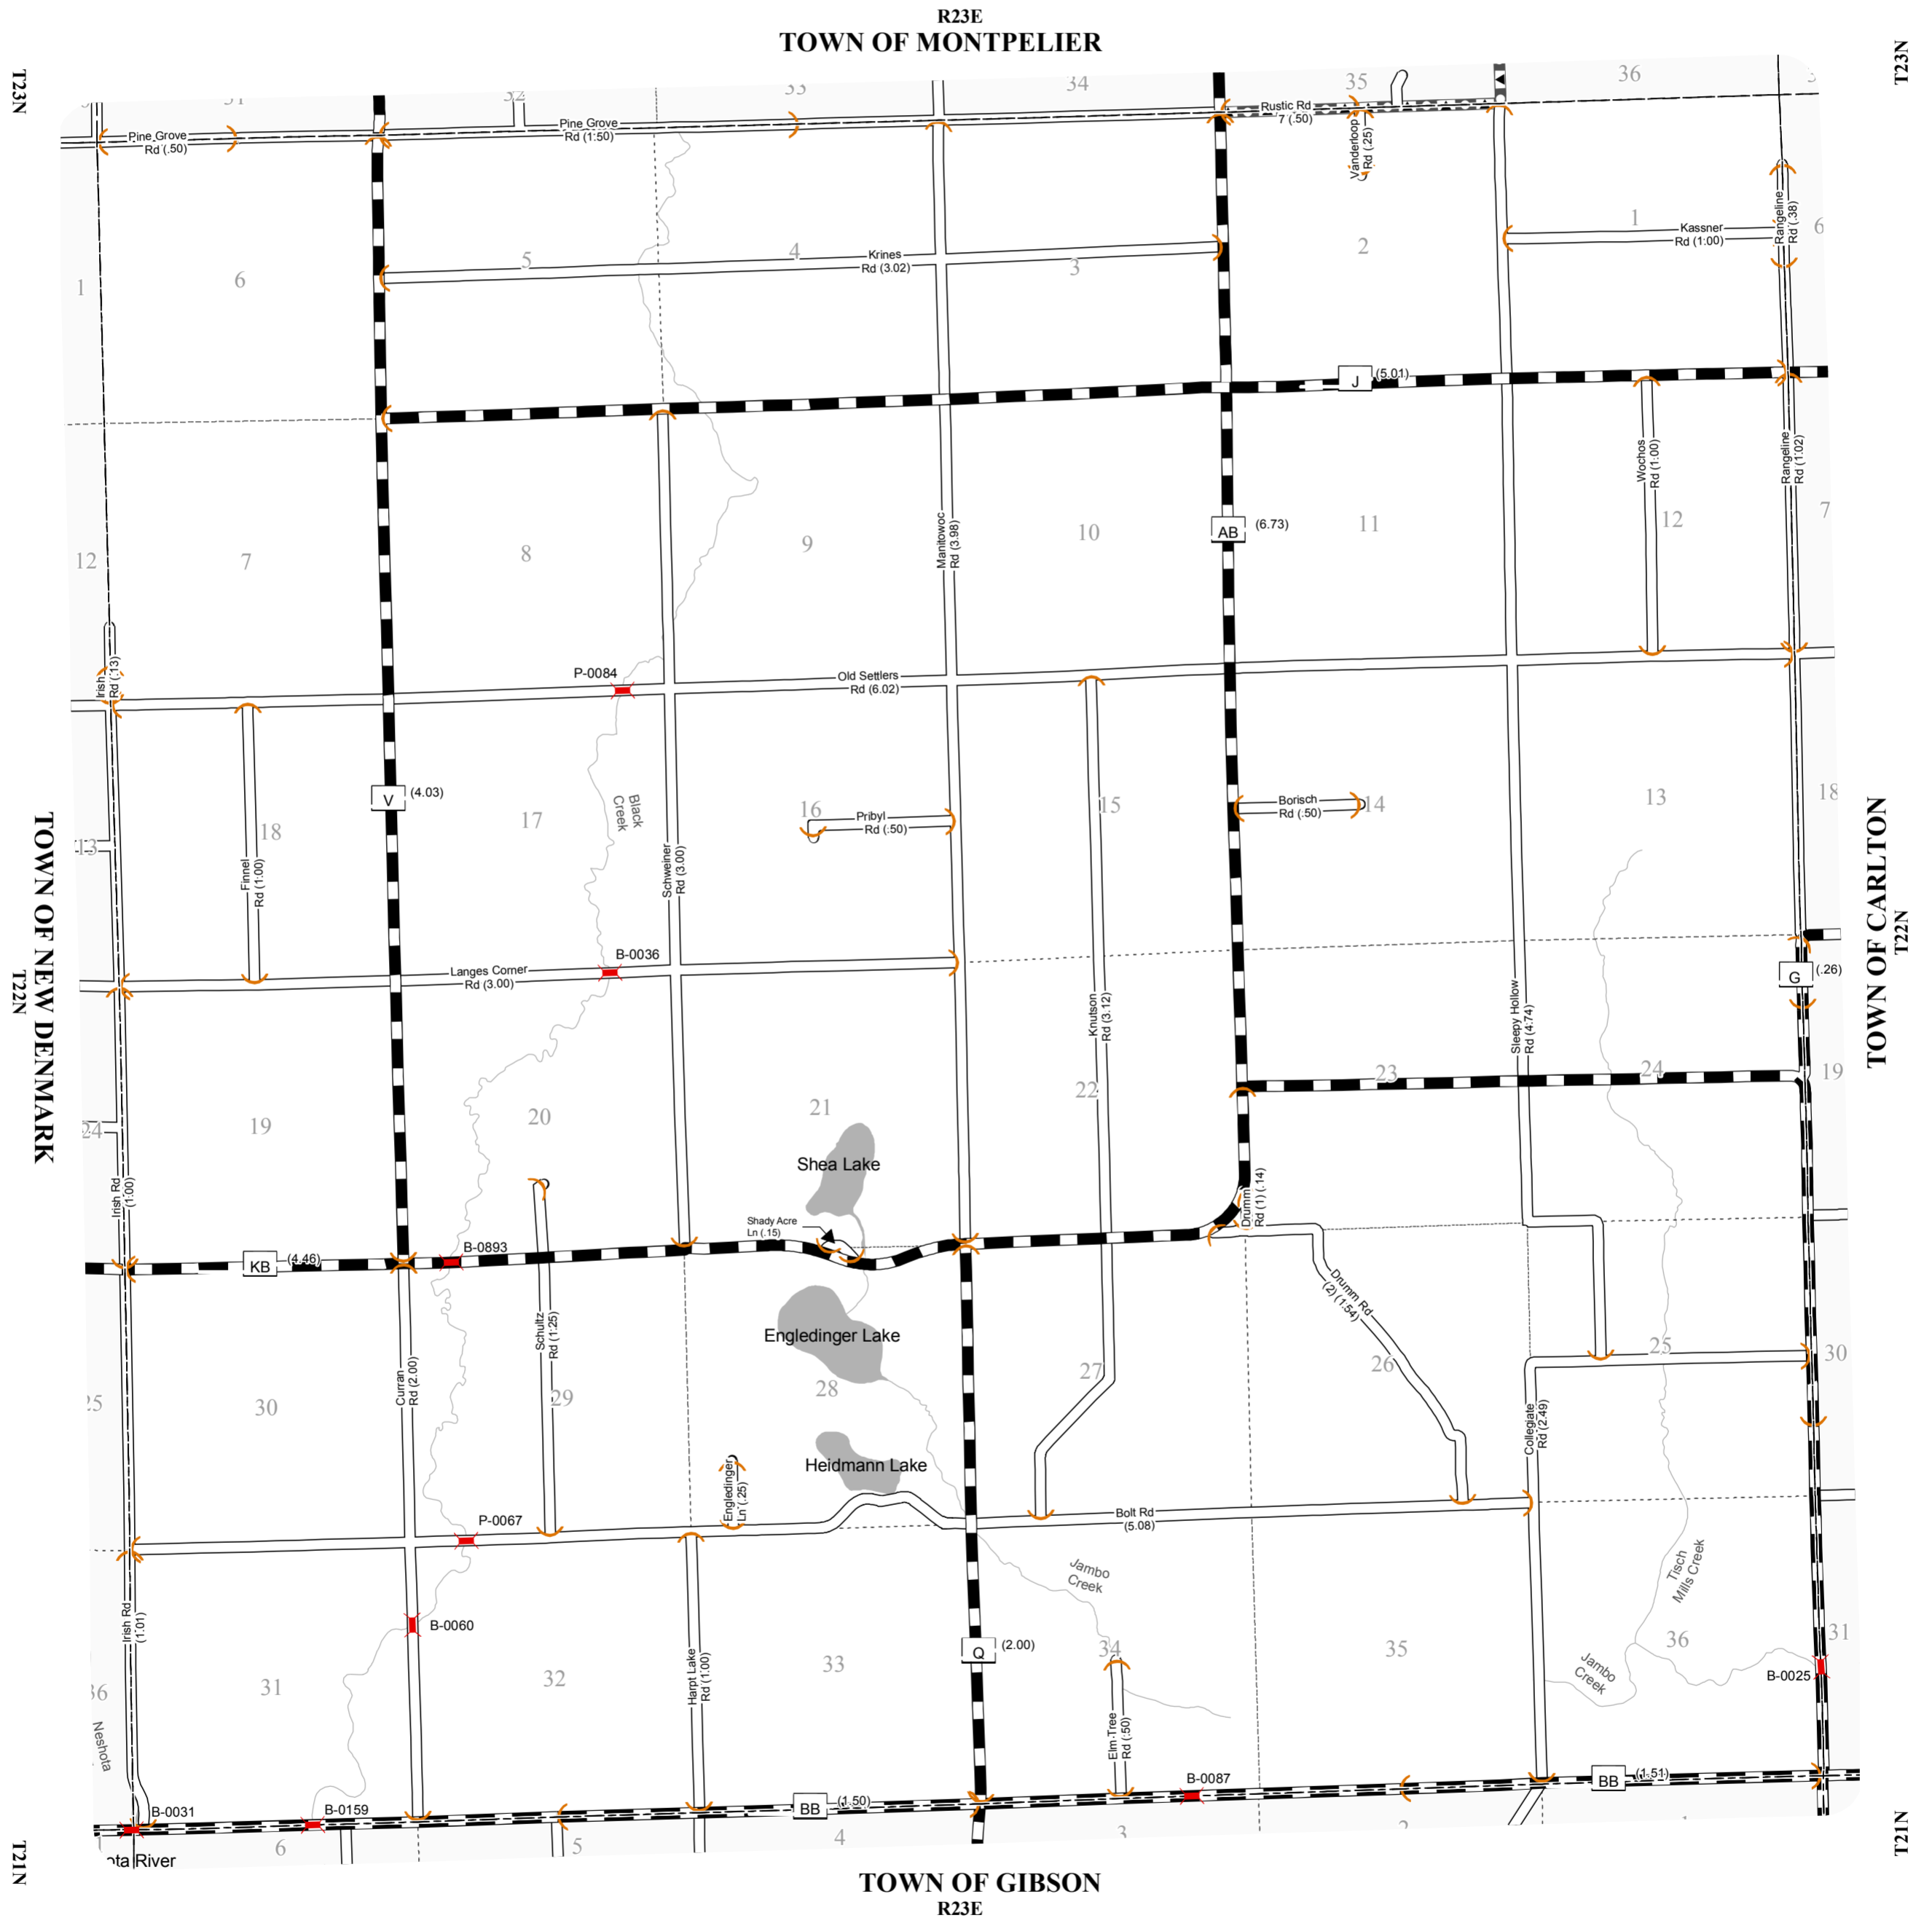 R23E
TOWN OF MONTPELIER
T23N
T23N
33
34
35
36
Pine Grove
Rd (.50)
Pine Grove
Rd (1.50)
Rustic Rd
7 (.50)
Vanderloop
Rd (.25)
Rangeline
Rd (.38)
Kassner
Rd (1.00)
Krines
Rd (3.02)
1
6
5
4
3
2
1
6
J
(5.01)
Wochos
Rd (1.00)
Rangeline
Rd (1.02)
Manitowoc
Rd (3.98)
AB
(6.73)
12
7
8
9
10
11
12
7
Irish
Rd (.13)
P-0084
Old Settlers
Rd (6.02)
V
(4.03)
Black
Creek
Pribyl
Rd (.50)
Borisch
Rd (.50)
13
18
17
16
15
14
13
18
Finnel
Rd (1.00)
Schweiner
Rd (3.00)
TOWN OF NEW DENMARK
T22N
TOWN OF CARLTON
T22N
B-0036
Langes Corner
Rd (3.00)
Knutson
Rd (3.12)
Sleepy Hollow
Rd (4.74)
G
(.26)
24
19
20
21
22
23
24
19
Shea Lake
Irish Rd
(1.00)
Shady Acre
Ln (.15)
Drumm
Rd (1) (.14)
KB
(4.46)
B-0893
Drumm Rd
(2) (1.54)
Schultz
Rd (1.25)
Engledinger Lake
Curran
Rd (2.00)
25
30
29
28
27
26
25
30
Collegiate
Rd (2.49)
Heidmann Lake
Engledinger
Ln (.25)
P-0067
Bolt Rd
(5.08)
Jambo
Creek
Tisch
Mills Creek
Irish Rd
(1.01)
B-0060
Harpt Lake
Rd (1.00)
Q
(2.00)
36
31
32
33
34
35
36
31
Jambo
Creek
B-0025
Neshota
Elm Tree
Rd (.50)
B-0087
BB
(1.51)
BB
(1.50)
B-0031
B-0159
6
5
4
3
ota River
T21N
T21N
TOWN OF GIBSON
R23E